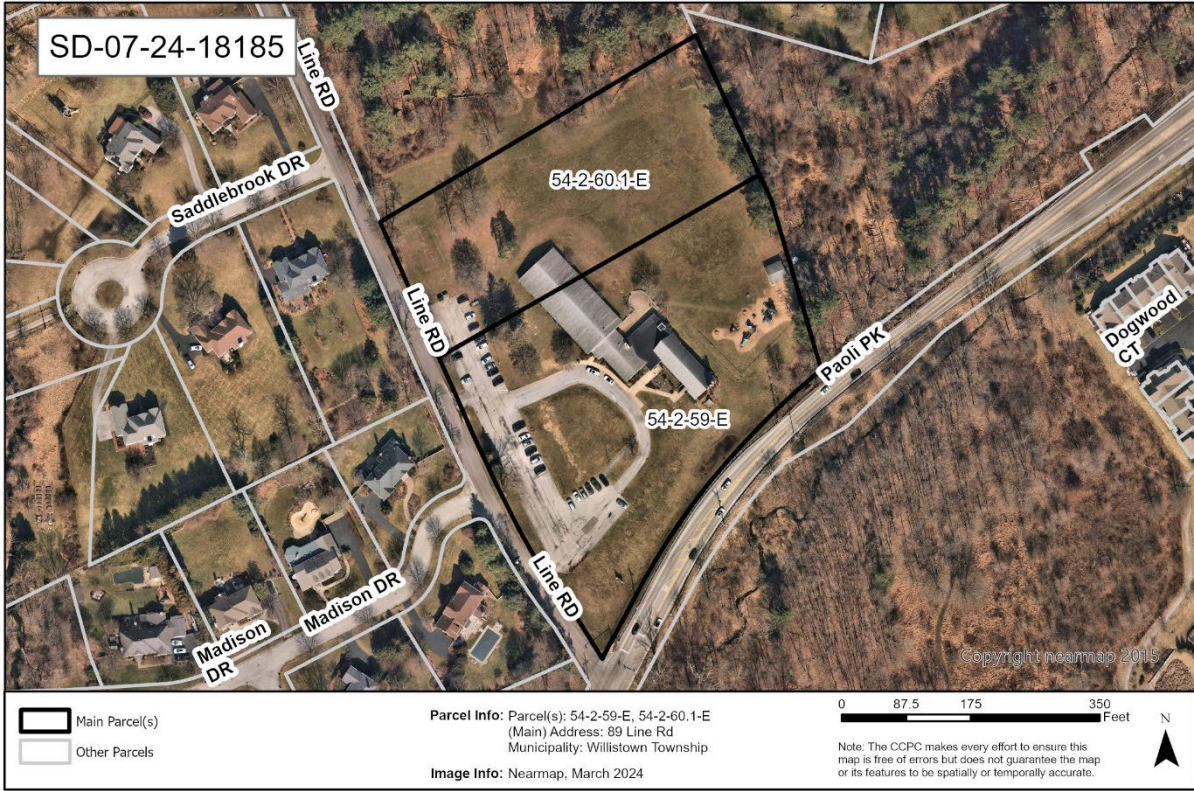 SD-07-24-18185
Line RD
Saddlebrook DR
54-2-60.1-E
Line RD
Paoli PK
Dogwood
CT
54-2-59-E
Line RD
Madison DR
Madison
DR
Copyright nearmap 2015
Main Parcel(s)
Other Parcels
Parcel Info: Parcel(s): 54-2-59-E, 54-2-60.1-E
(Main) Address: 89 Line Rd
Municipality: Willistown Township
Image Info: Nearmap, March 2024
0 87.5 175 350
Feet
N
Note: The CCPC makes every effort to ensure this
map is free of errors but does not guarantee the map
or its features to be spatially or temporally accurate.